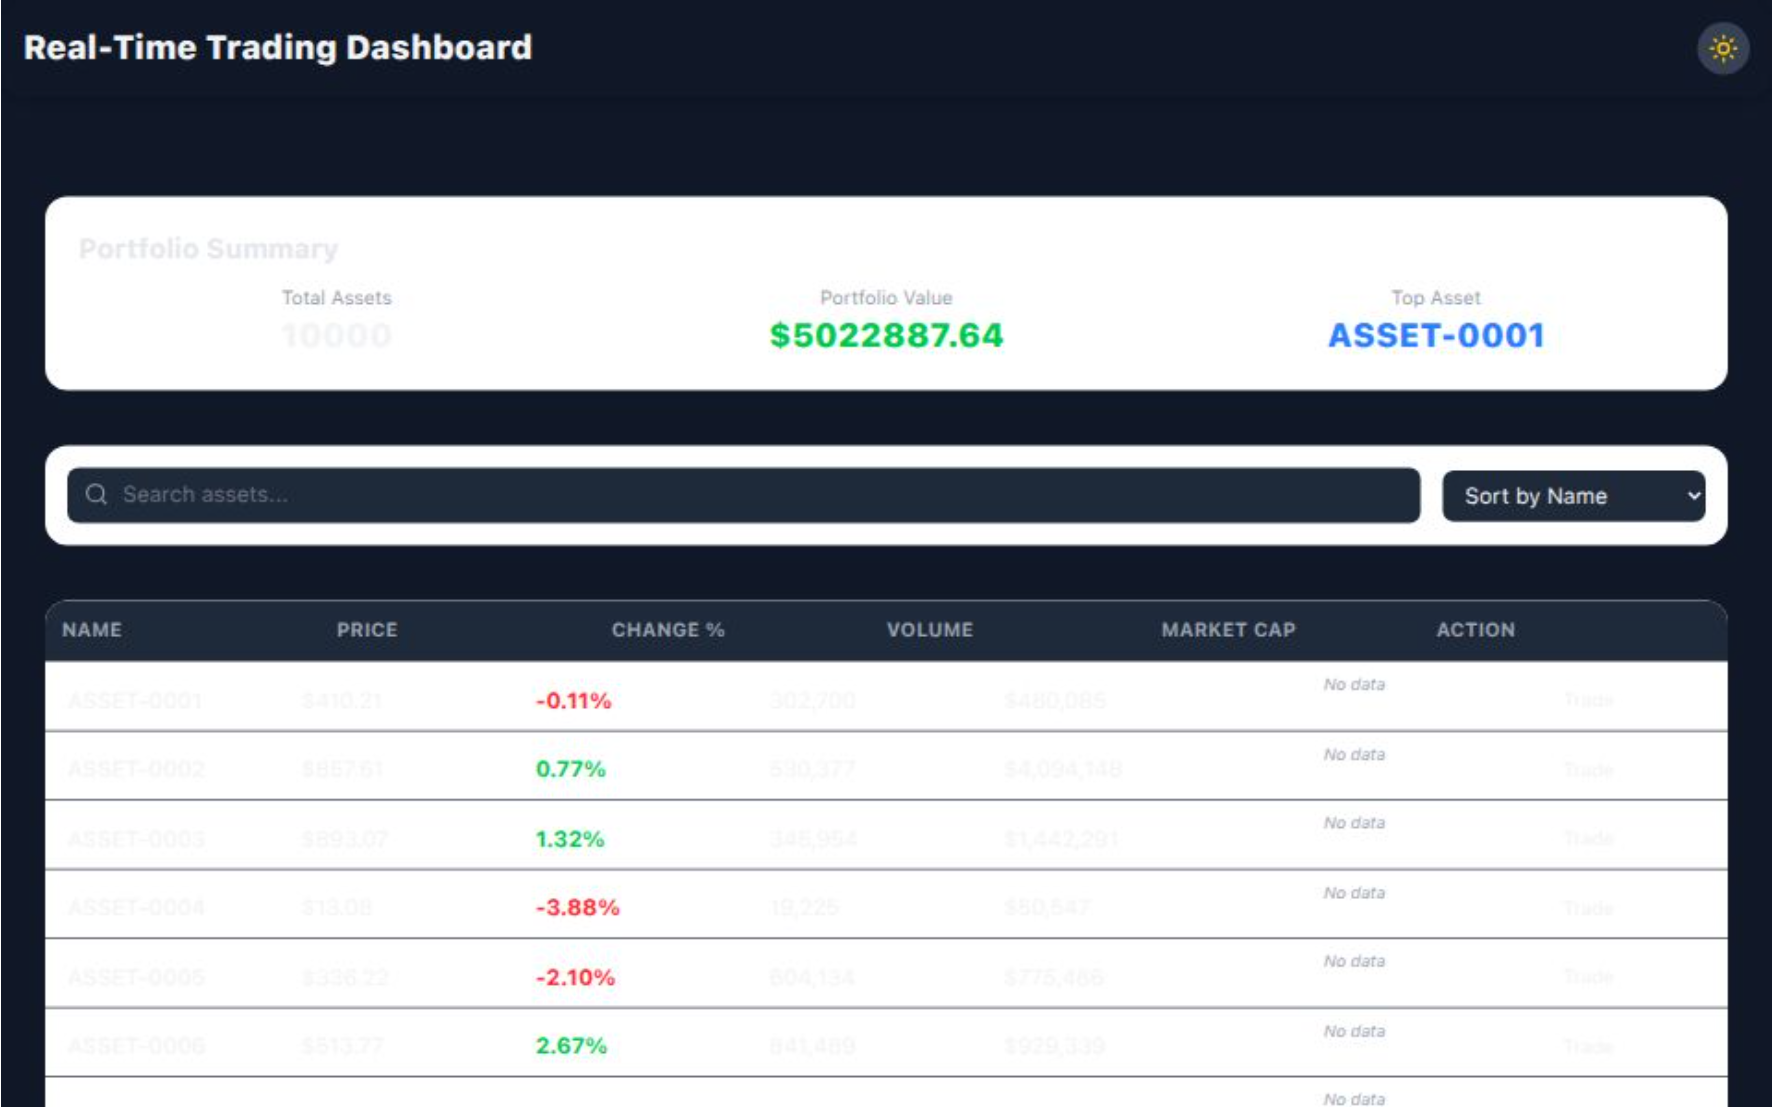 Real-Time Trading Dashboard
Portfolio Summary
Total Assets Portfolio Value Top Asset
10000 $5022887.64 ASSET-0001
Search assets... Sort by Name
NAME PRICE CHANGE % VOLUME MARKET CAP ACTION
ASSET-0001 $410.21 -0.11% 302,700 $480,085 No data Trade
ASSET-0002 $857.61 0.77% 530,377 $4,094,148 No data Trade
ASSET-0003 $893.07 1.32% 346,954 $1,442,291 No data Trade
ASSET-0004 $13.08 -3.88% 19,225 $50,547 No data Trade
ASSET-0005 $336.22 -2.10% 604,134 $775,466 No data Trade
ASSET-0006 $513.77 2.67% 641,469 $929,339 No data Trade
No data